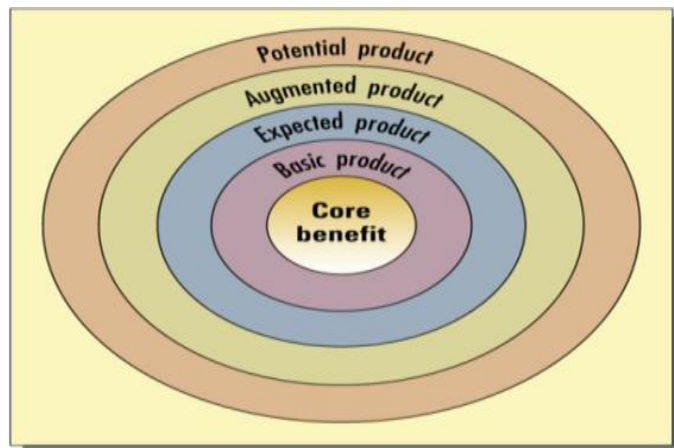 Potential product
Augmented product
Expected product
Basic product
Core
benefit